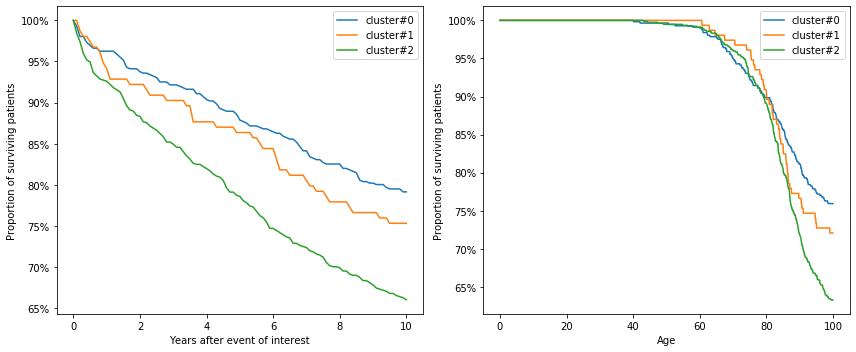 100%
95%
90%
85%
80%
75%
70%
65%
Proportion of surviving patients
0
2
4
6
8
10
Years after event of interest
cluster#0
cluster#1
cluster#2
100%
95%
90%
85%
80%
75%
70%
65%
Proportion of surviving patients
0
20
40
60
80
100
Age
cluster#0
cluster#1
cluster#2